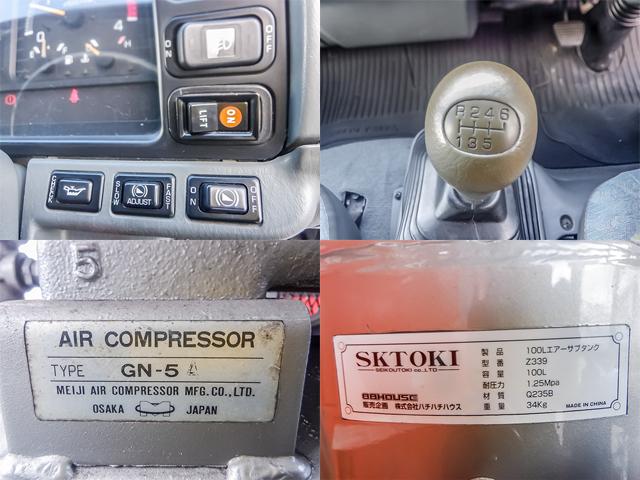 4
E
F
C
H
ON
OFF
ON
LIFT
CHECK
SLOW
ADJUST
FAST
ON
OFF
R 2 4 6
1 3 5
5
AIR COMPRESSOR
TYPE GN-5
MEIJI AIR COMPRESSOR MFG.CO.,LTD.
OSAKA JAPAN
SKTOKI
SEIKOUTOKI co.,LTD
88HOUSE
販売企画 株式会社ハチハチハウス
製品 100Lエアーサブタンク
型番 Z339
容量 100L
耐圧力 1.25Mpa
材質 Q235B
重量 34Kg
MADE IN CHINA